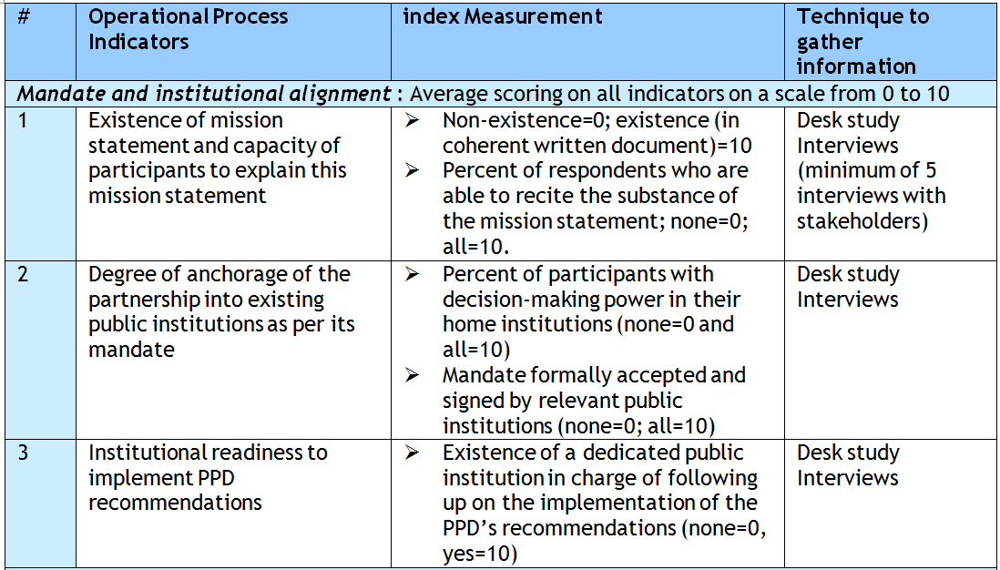 # Operational Process Indicators index Measurement Technique to gather information
Mandate and institutional alignment : Average scoring on all indicators on a scale from 0 to 10
1
Existence of mission
statement and capacity of
participants to explain this
mission statement
➢ Non-existence=0; existence (in
coherent written document)=10
➢ Percent of respondents who are
able to recite the substance of
the mission statement; none=0;
all=10.
Desk study
Interviews
(minimum of 5
interviews with
stakeholders)
2
Degree of anchorage of the
partnership into existing
public institutions as per its
mandate
➢ Percent of participants with
decision-making power in their
home institutions (none=0 and
all=10)
➢ Mandate formally accepted and
signed by relevant public
institutions (none=0; all=10)
Desk study
Interviews
3
Institutional readiness to
implement PPD
recommendations
➢ Existence of a dedicated public
institution in charge of following
up on the implementation of the
PPD’s recommendations (none=0,
yes=10)
Desk study
Interviews